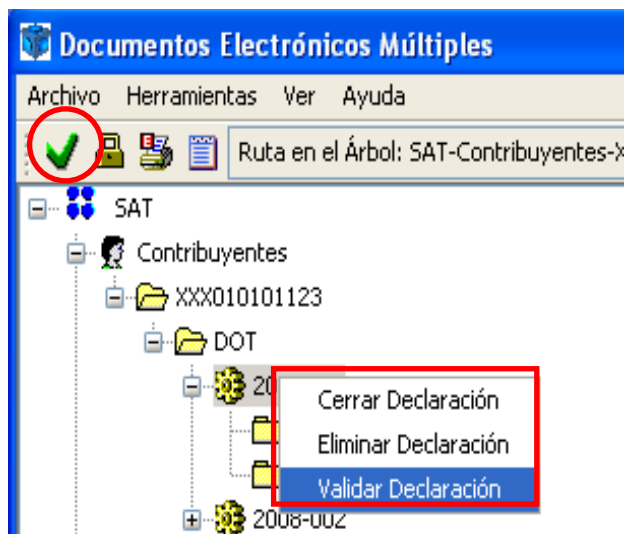 Documentos Electrónicos Múltiples
Archivo Herramientas Ver Ayuda
Ruta en el Árbol: SAT-Contribuyentes-X
SAT
Contribuyentes
XXX010101123
DOT
20
Cerrar Declaración
Eliminar Declaración
Validar Declaración
2008-002